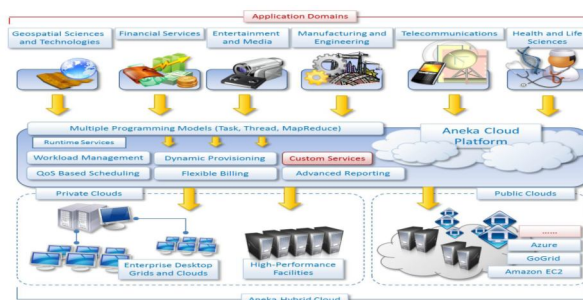 Application Domains
Geospatial Sciences
and Technologies
Financial Services
Entertainment
and Media
Manufacturing and
Engineering
Telecommunications
Health and Life
Sciences
Multiple Programming Models (Task, Thread, MapReduce)
Runtime Services
Workload Management
Dynamic Provisioning
Custom Services
QoS Based Scheduling
Flexible Billing
Advanced Reporting
Aneka Cloud
Platform
Private Clouds
Public Clouds
Enterprise Desktop
Grids and Clouds
High-Performance
Facilities
......
Azure
GoGrid
Amazon EC2
Aneka Hybrid Cloud